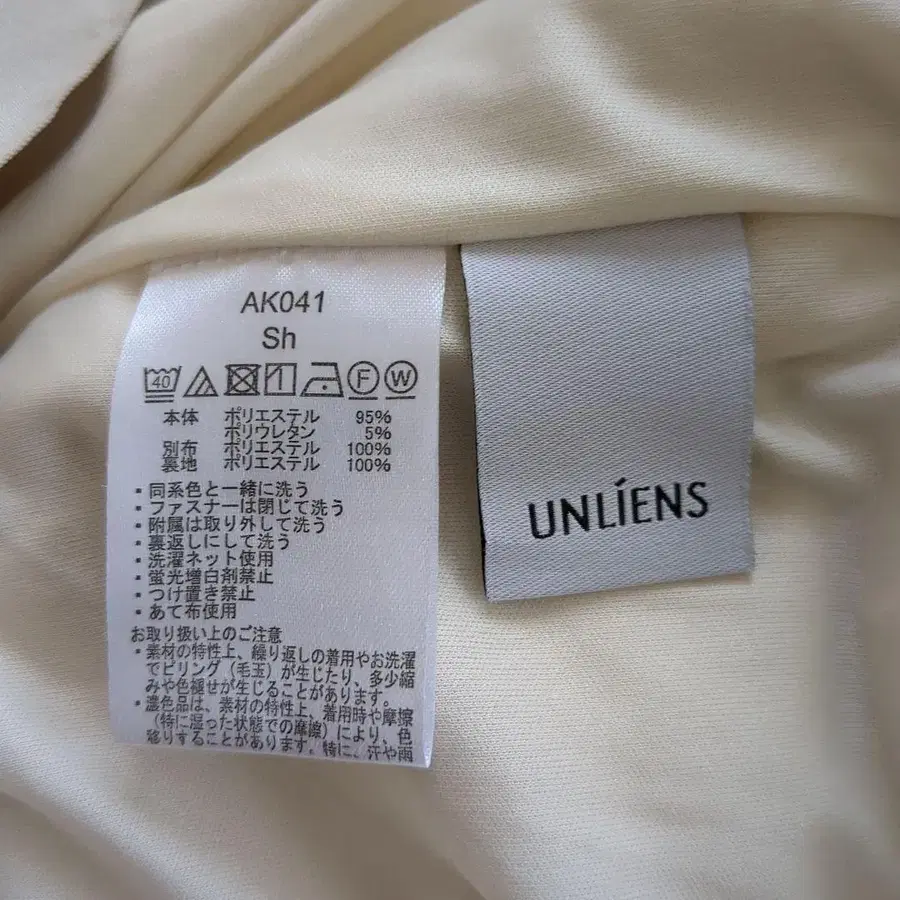 AK041
Sh
40 F W
本体 ポリエステル 95%
ポリウレタン 5%
別布 ポリエステル 100%
裏地 ポリエステル 100%
・同系色と一緒に洗う
・ファスナーは閉じて洗う
・附属は取り外して洗う
・裏返しにして洗う
・洗濯ネット使用
・蛍光増白剤禁止
・つけ置き禁止
・あて布使用
お取り扱い上のご注意
・素材の特性上、繰り返しの着用やお洗濯
でピリング（毛玉）が生じたり、多少縮
みや色褪せが生じることがあります。
・濃色品は、素材の特性上、着用時や摩擦
（特に湿った状態での摩擦）により、色
移りすることがあります。特に、汗や雨
UNLÍENS